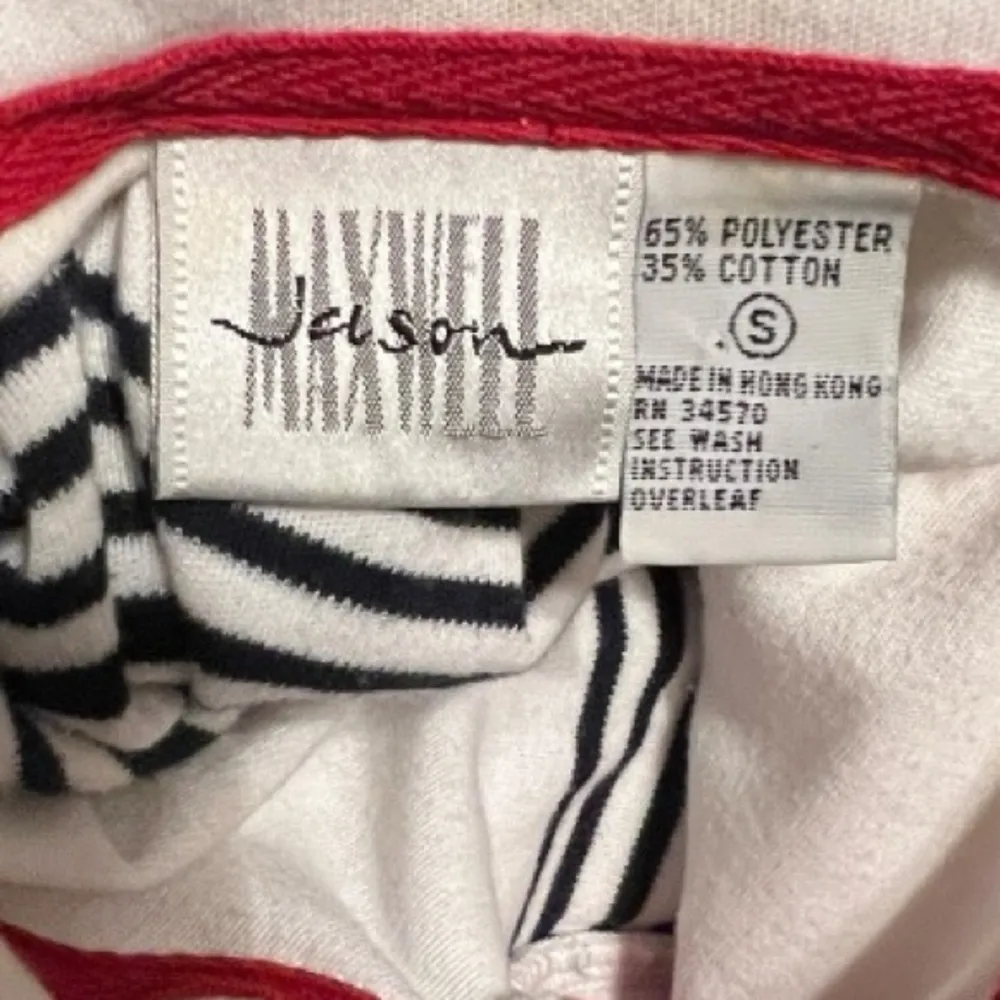 MAXWELL
Jason
65% POLYESTER
35% COTTON
S
MADE IN HONG KONG
RN 34570
SEE WASH
INSTRUCTION
OVERLEAF